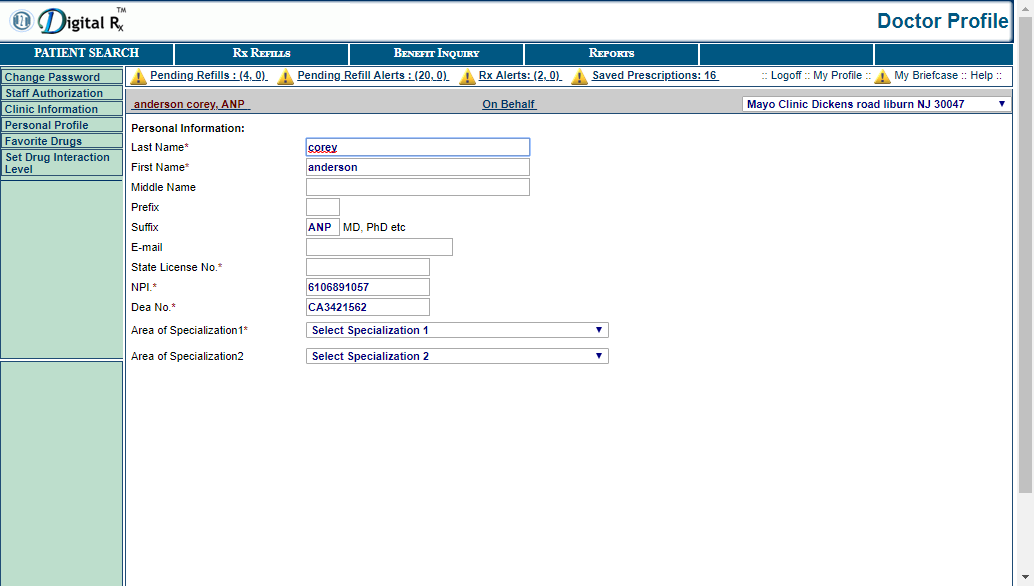 Digital Rx TM
Doctor Profile
PATIENT SEARCH
RX REFILLS
BENEFIT INQUIRY
REPORTS
Change Password
Staff Authorization
Clinic Information
Personal Profile
Favorite Drugs
Set Drug Interaction
Level
Pending Refills : (4, 0) Pending Refill Alerts : (20, 0) Rx Alerts: (2, 0) Saved Prescriptions: 16 :: Logoff :: My Profile :: My Briefcase :: Help ::
anderson corey, ANP On Behalf Mayo Clinic Dickens road liburn NJ 30047
Personal Information:
Last Name* corey
First Name* anderson
Middle Name
Prefix
Suffix ANP MD, PhD etc
E-mail
State License No.*
NPI.* 6106891057
Dea No.* CA3421562
Area of Specialization1* Select Specialization 1
Area of Specialization2 Select Specialization 2